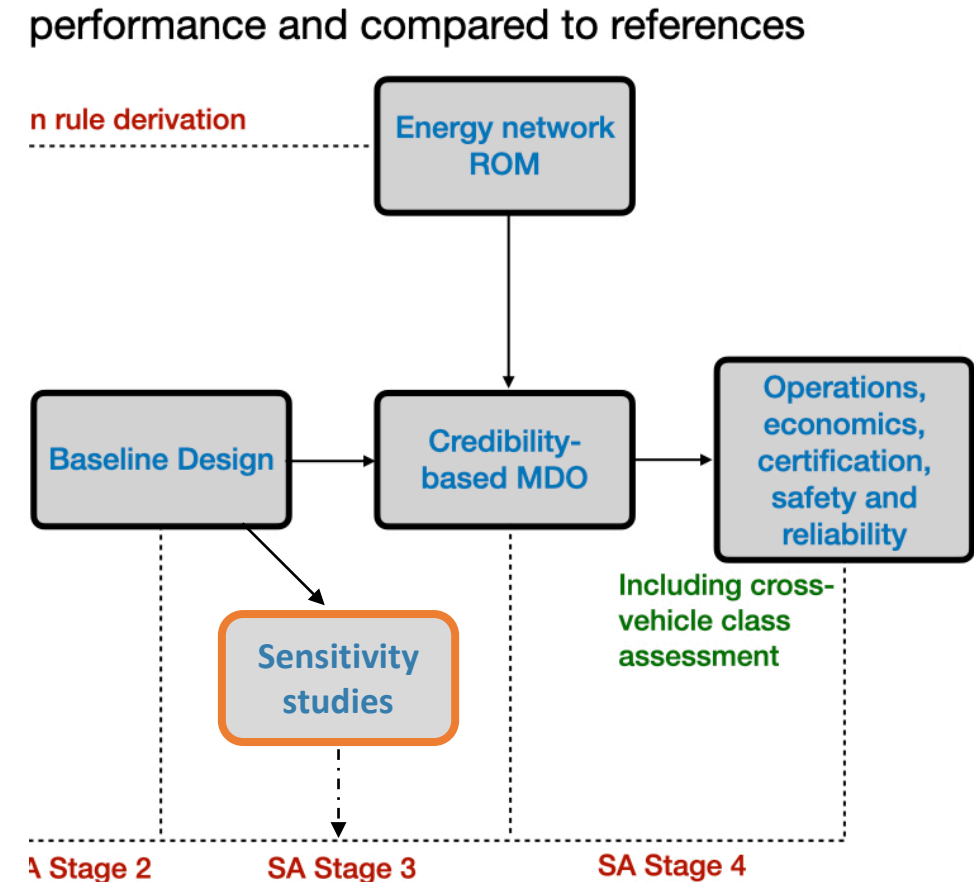 performance and compared to references
n rule derivation
Energy network
ROM
Baseline Design
Credibility-
based MDO
Operations,
economics,
certification,
safety and
reliability
Including cross-
vehicle class
assessment
Sensitivity
studies
A Stage 2
SA Stage 3
SA Stage 4